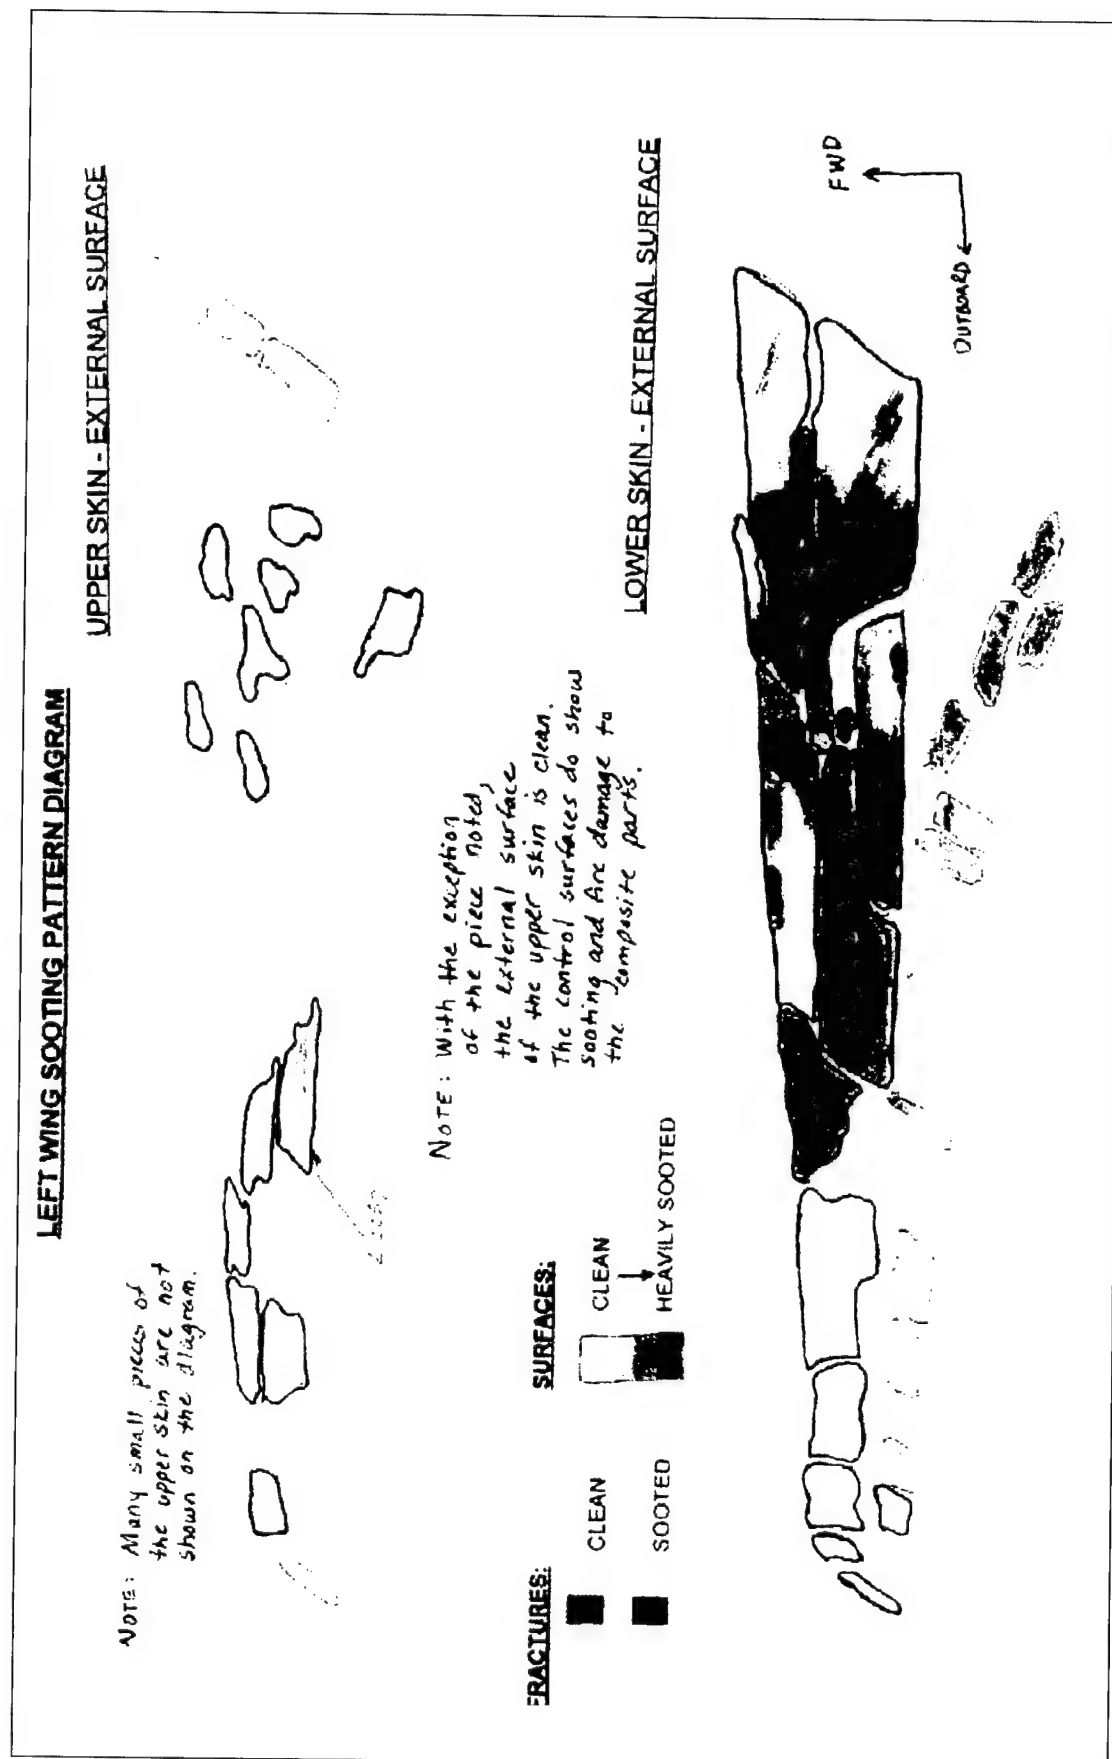 LEFT WING SOOTING PATTERN DIAGRAM
NOTE: Many small pieces of
the upper skin are not
shown on the diagram.
UPPER SKIN - EXTERNAL SURFACE
NOTE: With the exception
of the piece noted,
the external surface
of the upper skin is clean.
The control surfaces do show
sooting and fire damage to
the composite parts.
FRACTURES:
CLEAN
SOOTED
SURFACES:
CLEAN
HEAVILY SOOTED
LOWER SKIN - EXTERNAL SURFACE
FWD
OUTBOARD